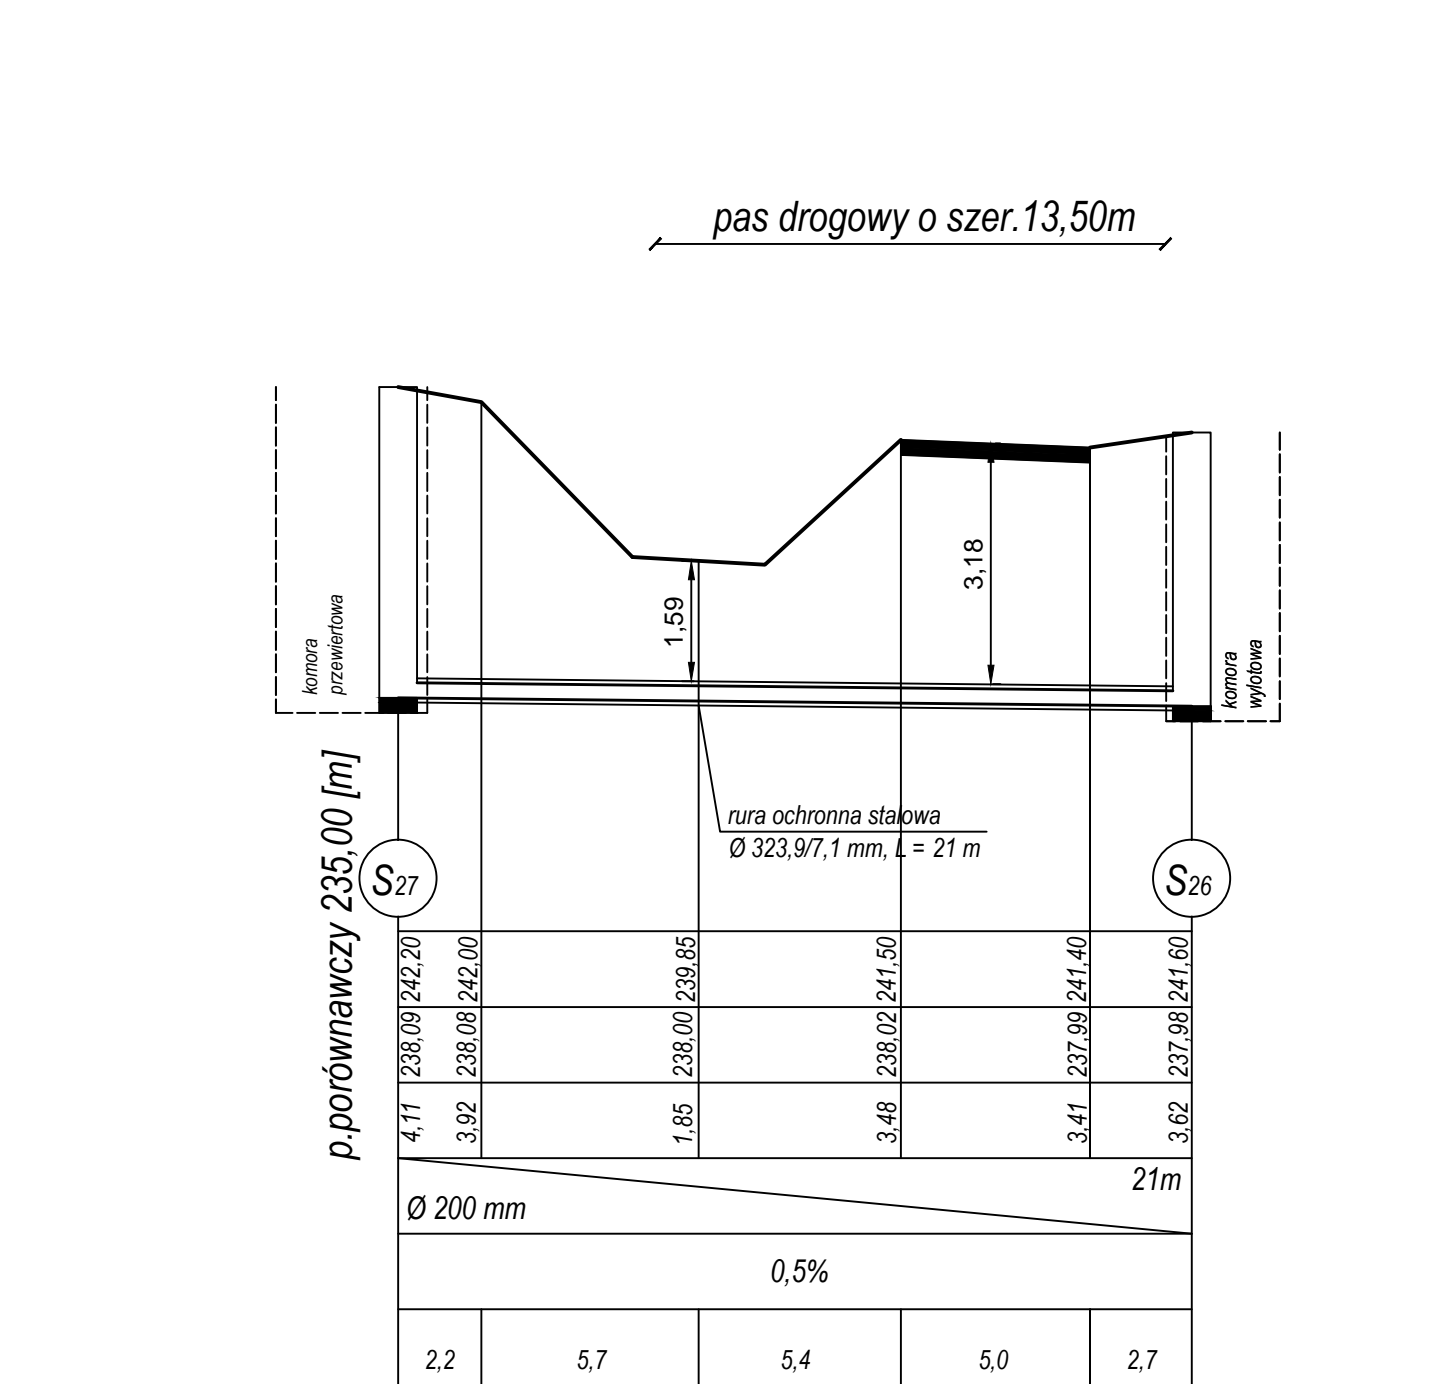 pas drogowy o szer.13,50m
komora
przewiertowa
1,59
3,18
komora
wylotowa
rura ochronna stalowa
Ø 323,9/7,1 mm, L = 21 m
p.porównawczy 235,00 [m]
S27
S26
242,20 242,00 239,85 241,50 241,40 241,60
238,09 238,08 238,00 238,02 237,99 237,98
4,11 3,92 1,85 3,48 3,41 3,62
21m
Ø 200 mm
0,5%
2,2 5,7 5,4 5,0 2,7